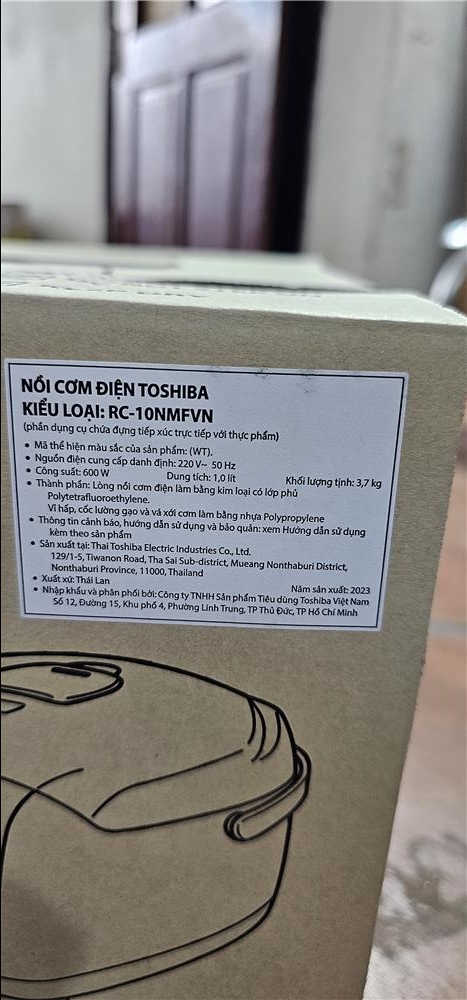 NỒI CƠM ĐIỆN TOSHIBA
KIỂU LOẠI: RC-10NMFVN
(phần dụng cụ chứa đựng tiếp xúc trực tiếp với thực phẩm)
• Mã thể hiện màu sắc của sản phẩm: (WT).
• Nguồn điện cung cấp danh định: 220 V~ 50 Hz
• Công suất: 600 W Dung tích: 1,0 lít Khối lượng tịnh: 3,7 kg
• Thành phần: Lòng nồi cơm điện làm bằng kim loại có lớp phủ
Polytetrafluoroethylene.
Vỉ hấp, cốc lường gạo và vá xới cơm làm bằng nhựa Polypropylene
• Thông tin cảnh báo, hướng dẫn sử dụng và bảo quản: xem Hướng dẫn sử dụng
kèm theo sản phẩm
• Sản xuất tại: Thai Toshiba Electric Industries Co., Ltd.
129/1-5, Tiwanon Road, Tha Sai Sub-district, Mueang Nonthaburi District,
Nonthaburi Province, 11000, Thailand
• Xuất xứ: Thái Lan Năm sản xuất: 2023
• Nhập khẩu và phân phối bởi: Công ty TNHH Sản phẩm Tiêu dùng Toshiba Việt Nam
Số 12, Đường 15, Khu phố 4, Phường Linh Trung, TP Thủ Đức, TP Hồ Chí Minh